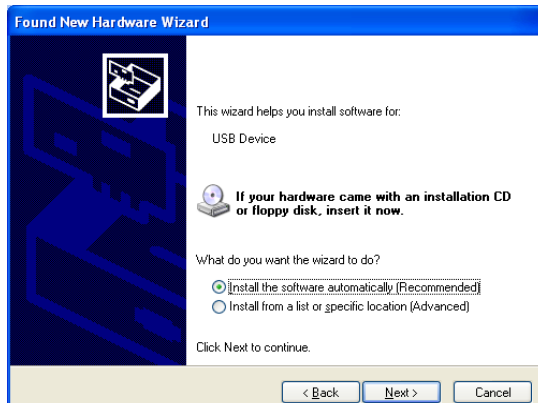 Found New Hardware Wizard
This wizard helps you install software for:
USB Device
If your hardware came with an installation CD
or floppy disk, insert it now.
What do you want the wizard to do?
Install the software automatically (Recommended)
Install from a list or specific location (Advanced)
Click Next to continue.
< Back Next > Cancel